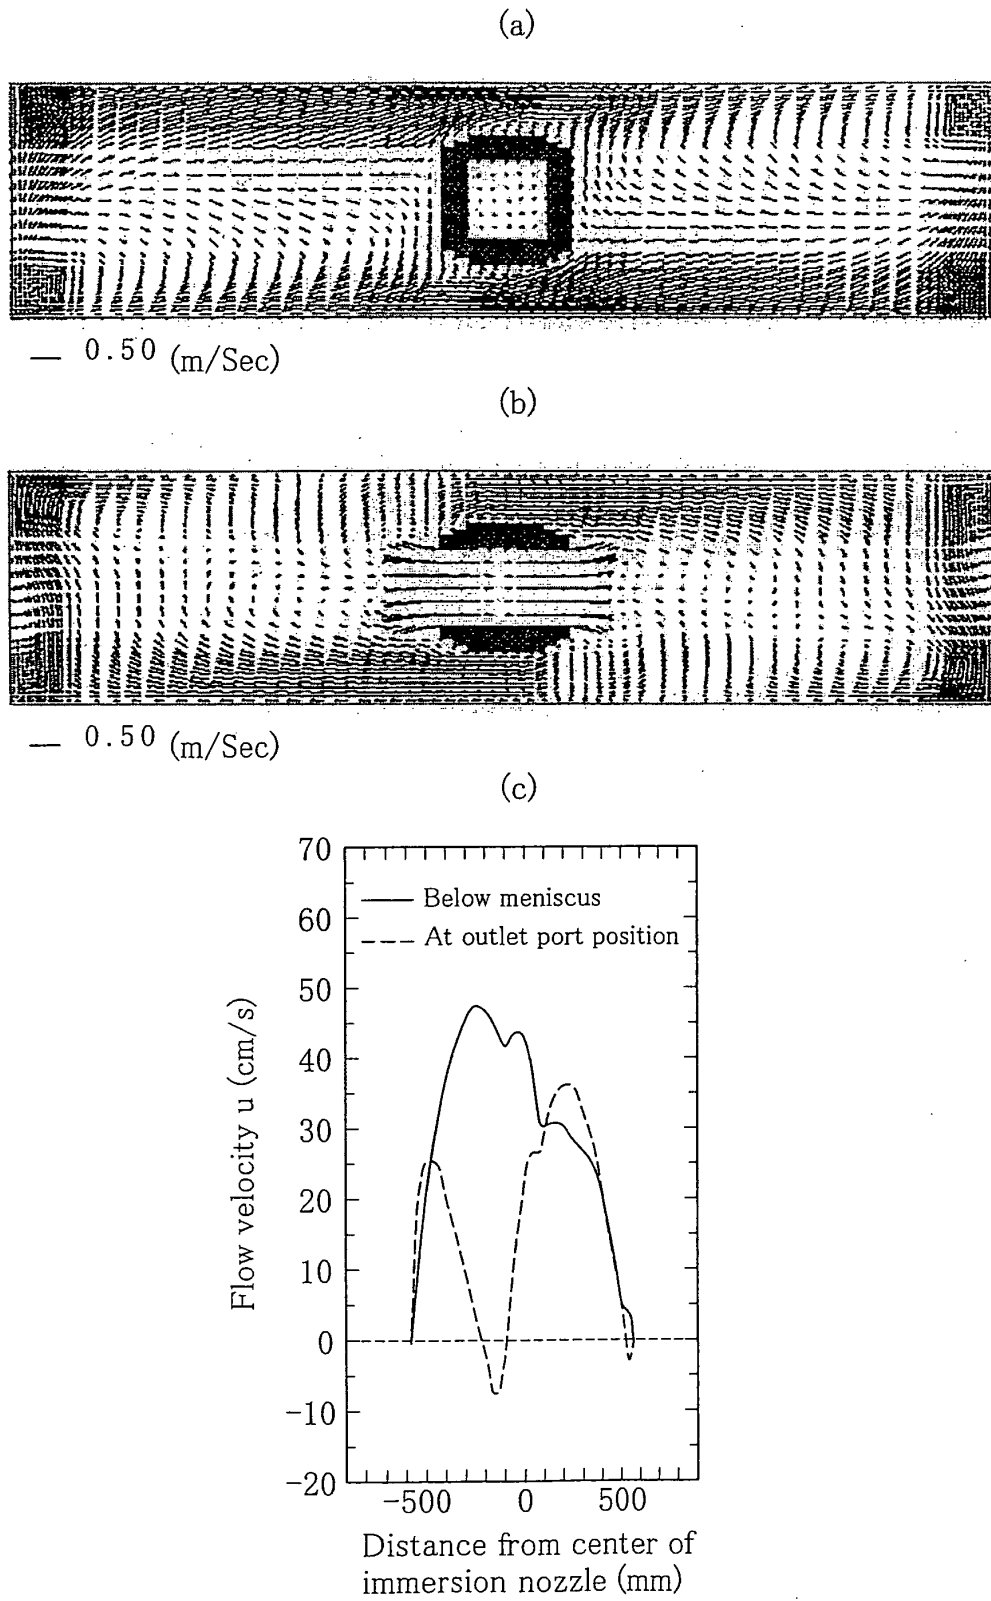 (a)
0.50 (m/Sec)
(b)
0.50 (m/Sec)
(c)
70
60
50
40
30
20
10
0
-10
-20
Flow velocity u (cm/s)
Below meniscus
At outlet port position
-500 0 500
Distance from center of
immersion nozzle (mm)